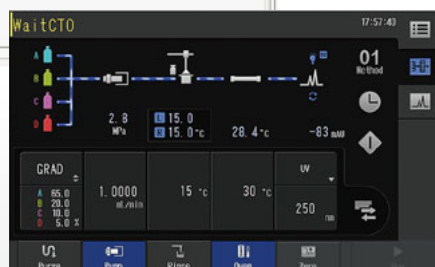 WaitCTO
17:57:43
A
B
C
D
01
Method
2.8
MPa
L 15.0
R 15.0 °c
28.4 °c
-83 mAU
GRAD
A 65.0
B 20.0
C 10.0
D 5.0 %
1.0000
mL/min
15 °c
30 °c
UV
250
nm
Purge
Pump
Rinse
Oven
Zero